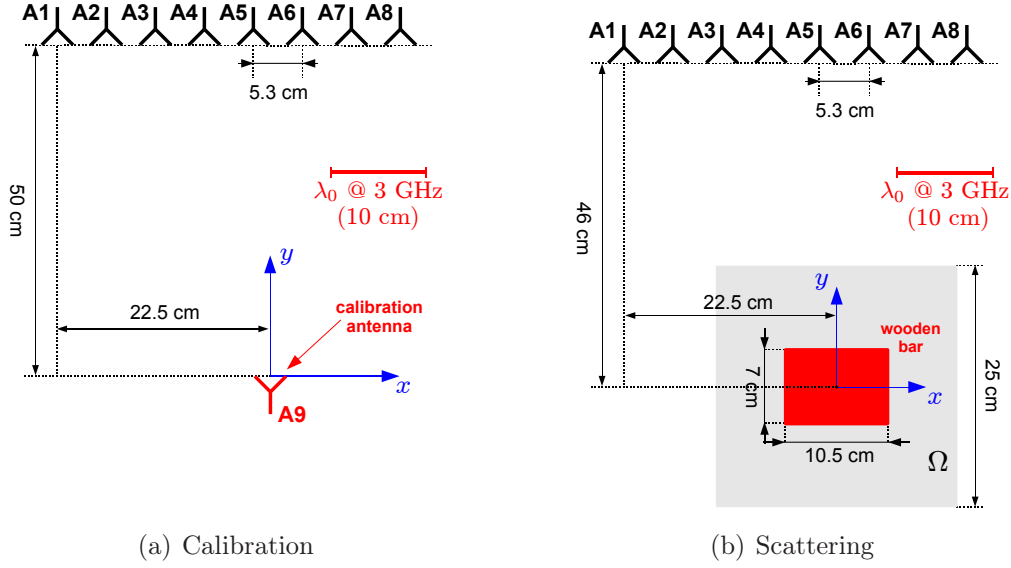 A1 A2 A3 A4 A5 A6 A7 A8
5.3 cm
λ₀ @ 3 GHz
(10 cm)
50 cm
y
22.5 cm
calibration
antenna
x
A9
(a) Calibration
A1 A2 A3 A4 A5 A6 A7 A8
5.3 cm
λ₀ @ 3 GHz
(10 cm)
46 cm
y
22.5 cm
wooden
bar
7 cm
x
25 cm
10.5 cm
Ω
(b) Scattering